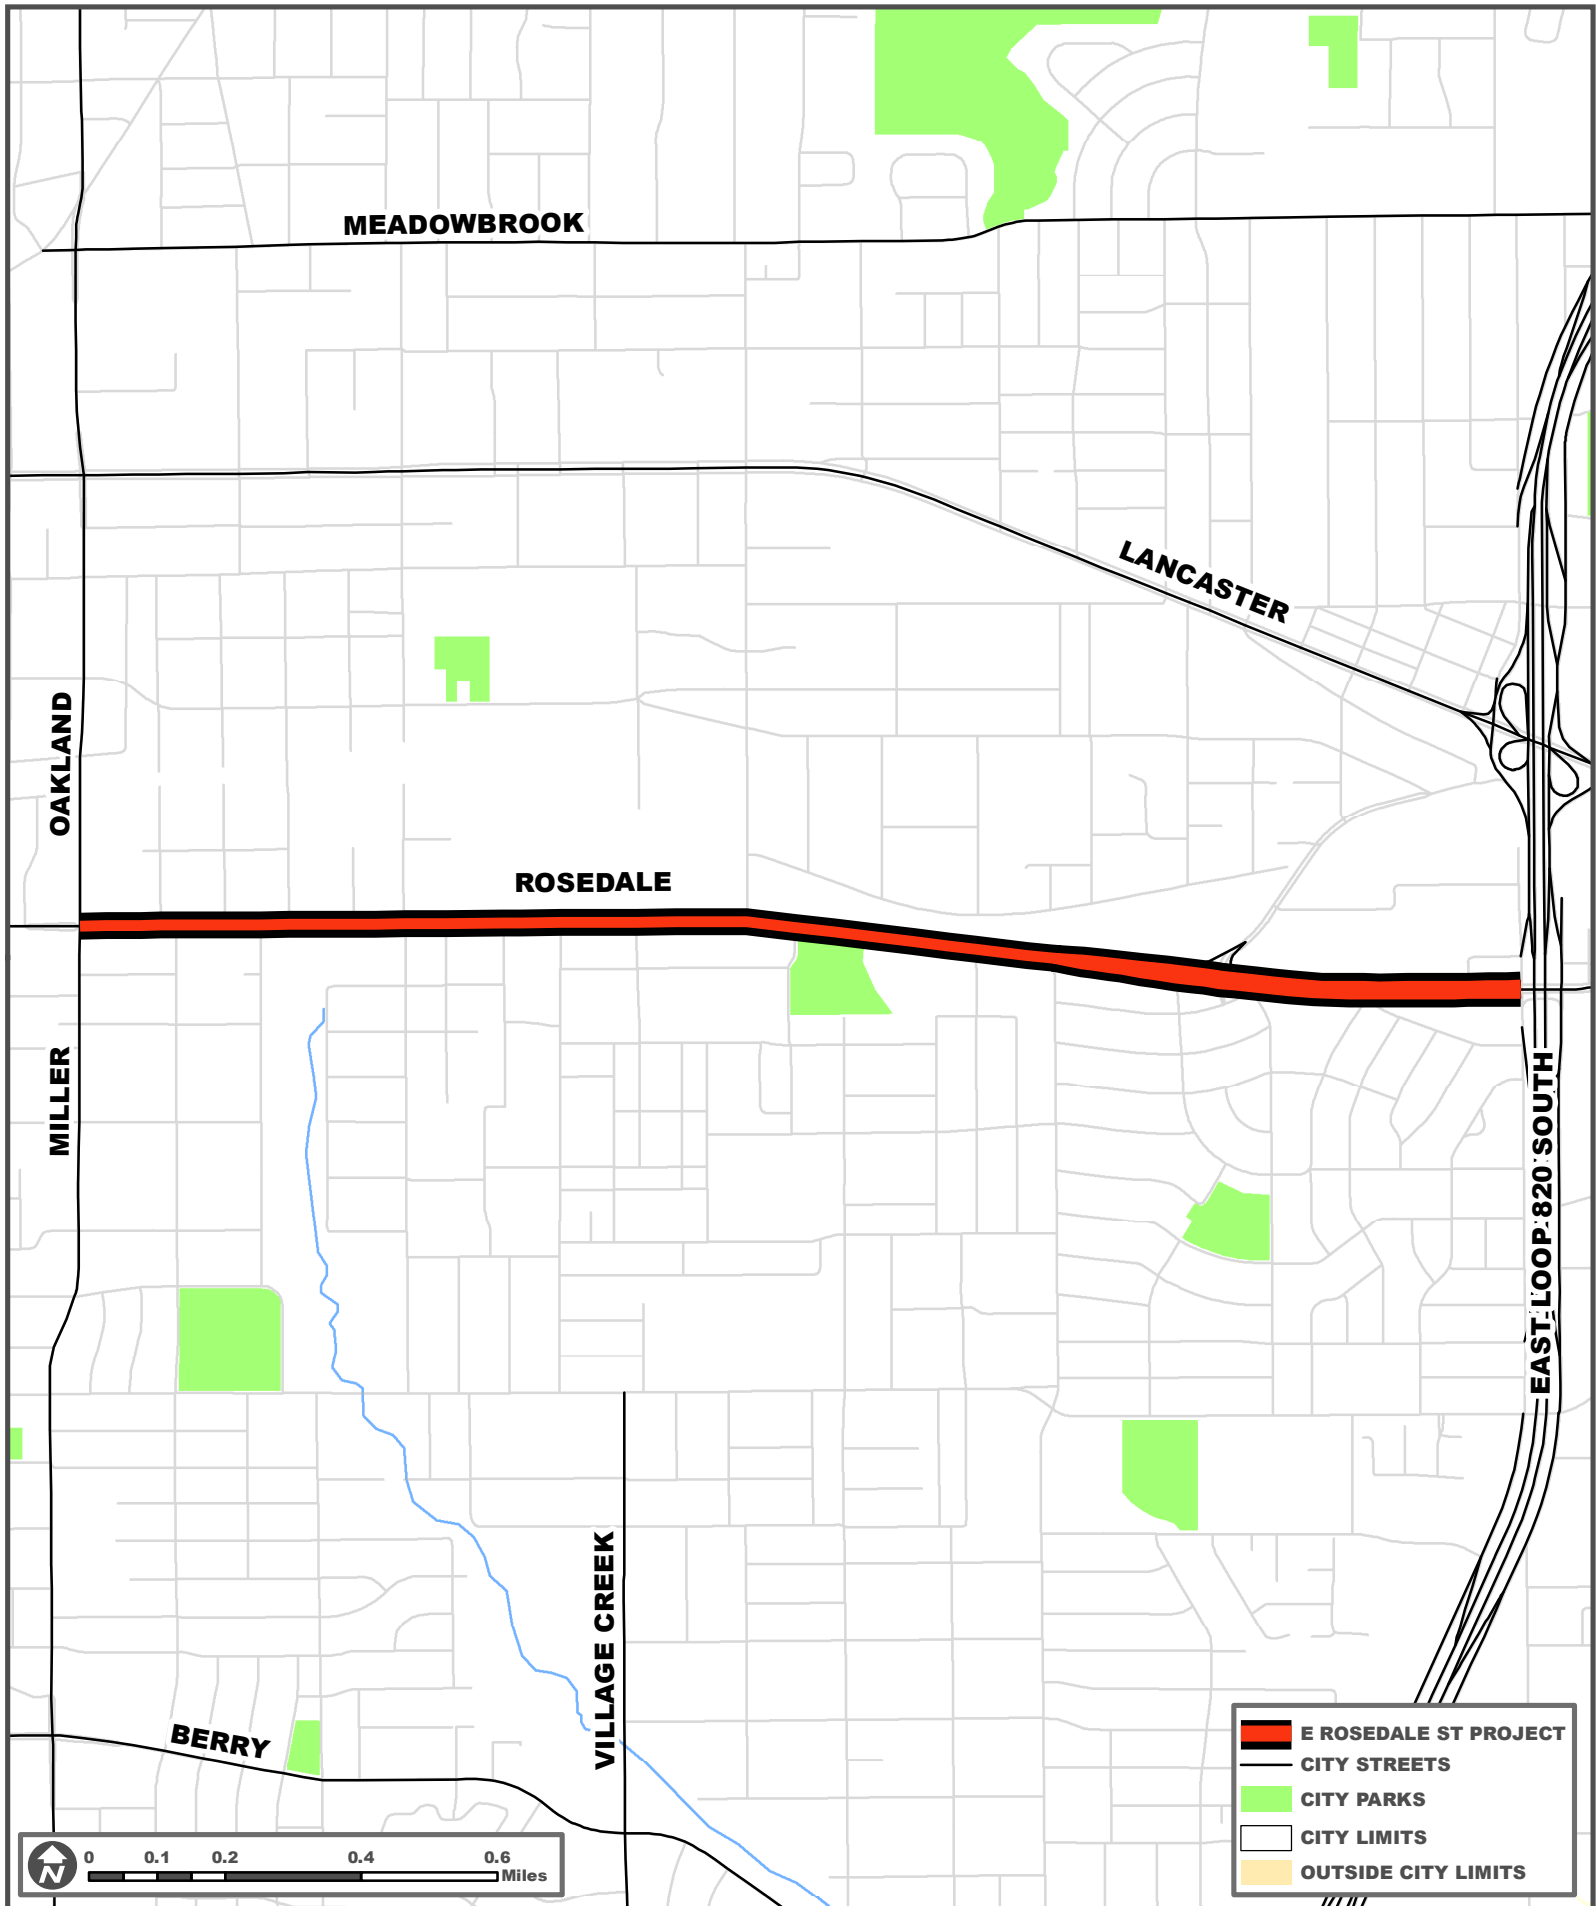 MEADOWBROOK
LANCASTER
OAKLAND
ROSEDALE
MILLER
EAST LOOP 820 SOUTH
VILLAGE CREEK
BERRY
E ROSEDALE ST PROJECT
CITY STREETS
CITY PARKS
CITY LIMITS
OUTSIDE CITY LIMITS
N
0 0.1 0.2 0.4 0.6
Miles